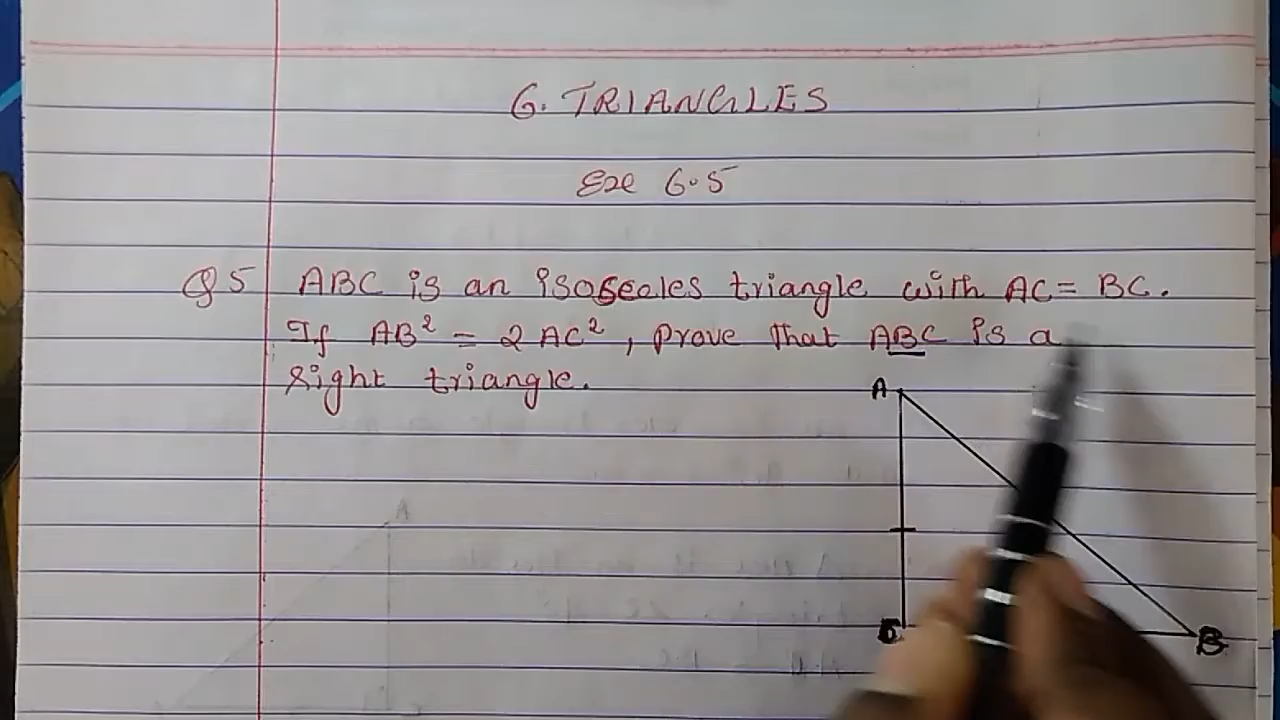 6. TRIANGLES
Exe 6.5
Q5 ABC is an isosceles triangle with AC = BC.
If AB² = 2AC², prove that ABC is a
right triangle.
A
C
B
A